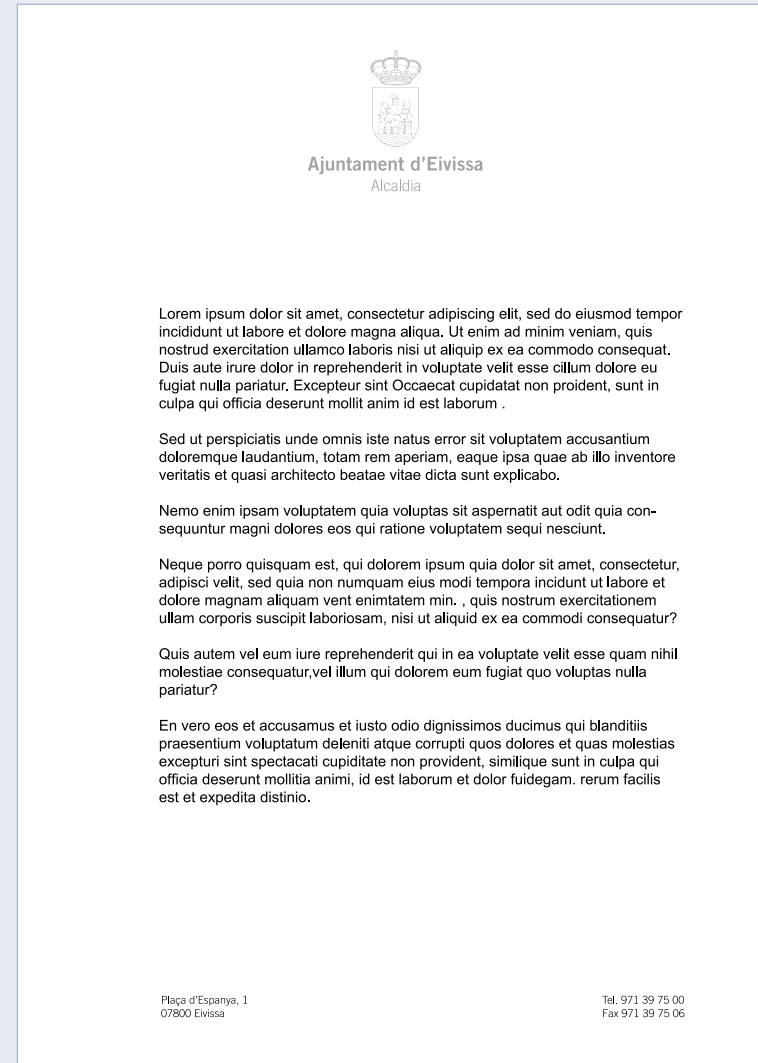 Ajuntament d'Eivissa
Alcaldia
Lorem ipsum dolor sit amet, consectetur adipiscing elit, sed do eiusmod tempor
incididunt ut labore et dolore magna aliqua. Ut enim ad minim veniam, quis
nostrud exercitation ullamco laboris nisi ut aliquip ex ea commodo consequat.
Duis aute irure dolor in reprehenderit in voluptate velit esse cillum dolore eu
fugiat nulla pariatur. Excepteur sint Occaecat cupidatat non proident, sunt in
culpa qui officia deserunt mollit anim id est laborum .
Sed ut perspiciatis unde omnis iste natus error sit voluptatem accusantium
doloremque laudantium, totam rem aperiam, eaque ipsa quae ab illo inventore
veritatis et quasi architecto beatae vitae dicta sunt explicabo.
Nemo enim ipsam voluptatem quia voluptas sit aspernatit aut odit quia con-
sequuntur magni dolores eos qui ratione voluptatem sequi nesciunt.
Neque porro quisquam est, qui dolorem ipsum quia dolor sit amet, consectetur,
adipisci velit, sed quia non numquam eius modi tempora incidunt ut labore et
dolore magnam aliquam vent enimtatem min. , quis nostrum exercitationem
ullam corporis suscipit laboriosam, nisi ut aliquid ex ea commodi consequatur?
Quis autem vel eum iure reprehenderit qui in ea voluptate velit esse quam nihil
molestiae consequatur,vel illum qui dolorem eum fugiat quo voluptas nulla
pariatur?
En vero eos et accusamus et iusto odio dignissimos ducimus qui blanditiis
praesentium voluptatum deleniti atque corrupti quos dolores et quas molestias
excepturi sint spectacati cupiditate non provident, similique sunt in culpa qui
officia deserunt mollitia animi, id est laborum et dolor fuidegam. rerum facilis
est et expedita distinio.
Plaça d'Espanya, 1
07800 Eivissa
Tel. 971 39 75 00
Fax 971 39 75 06